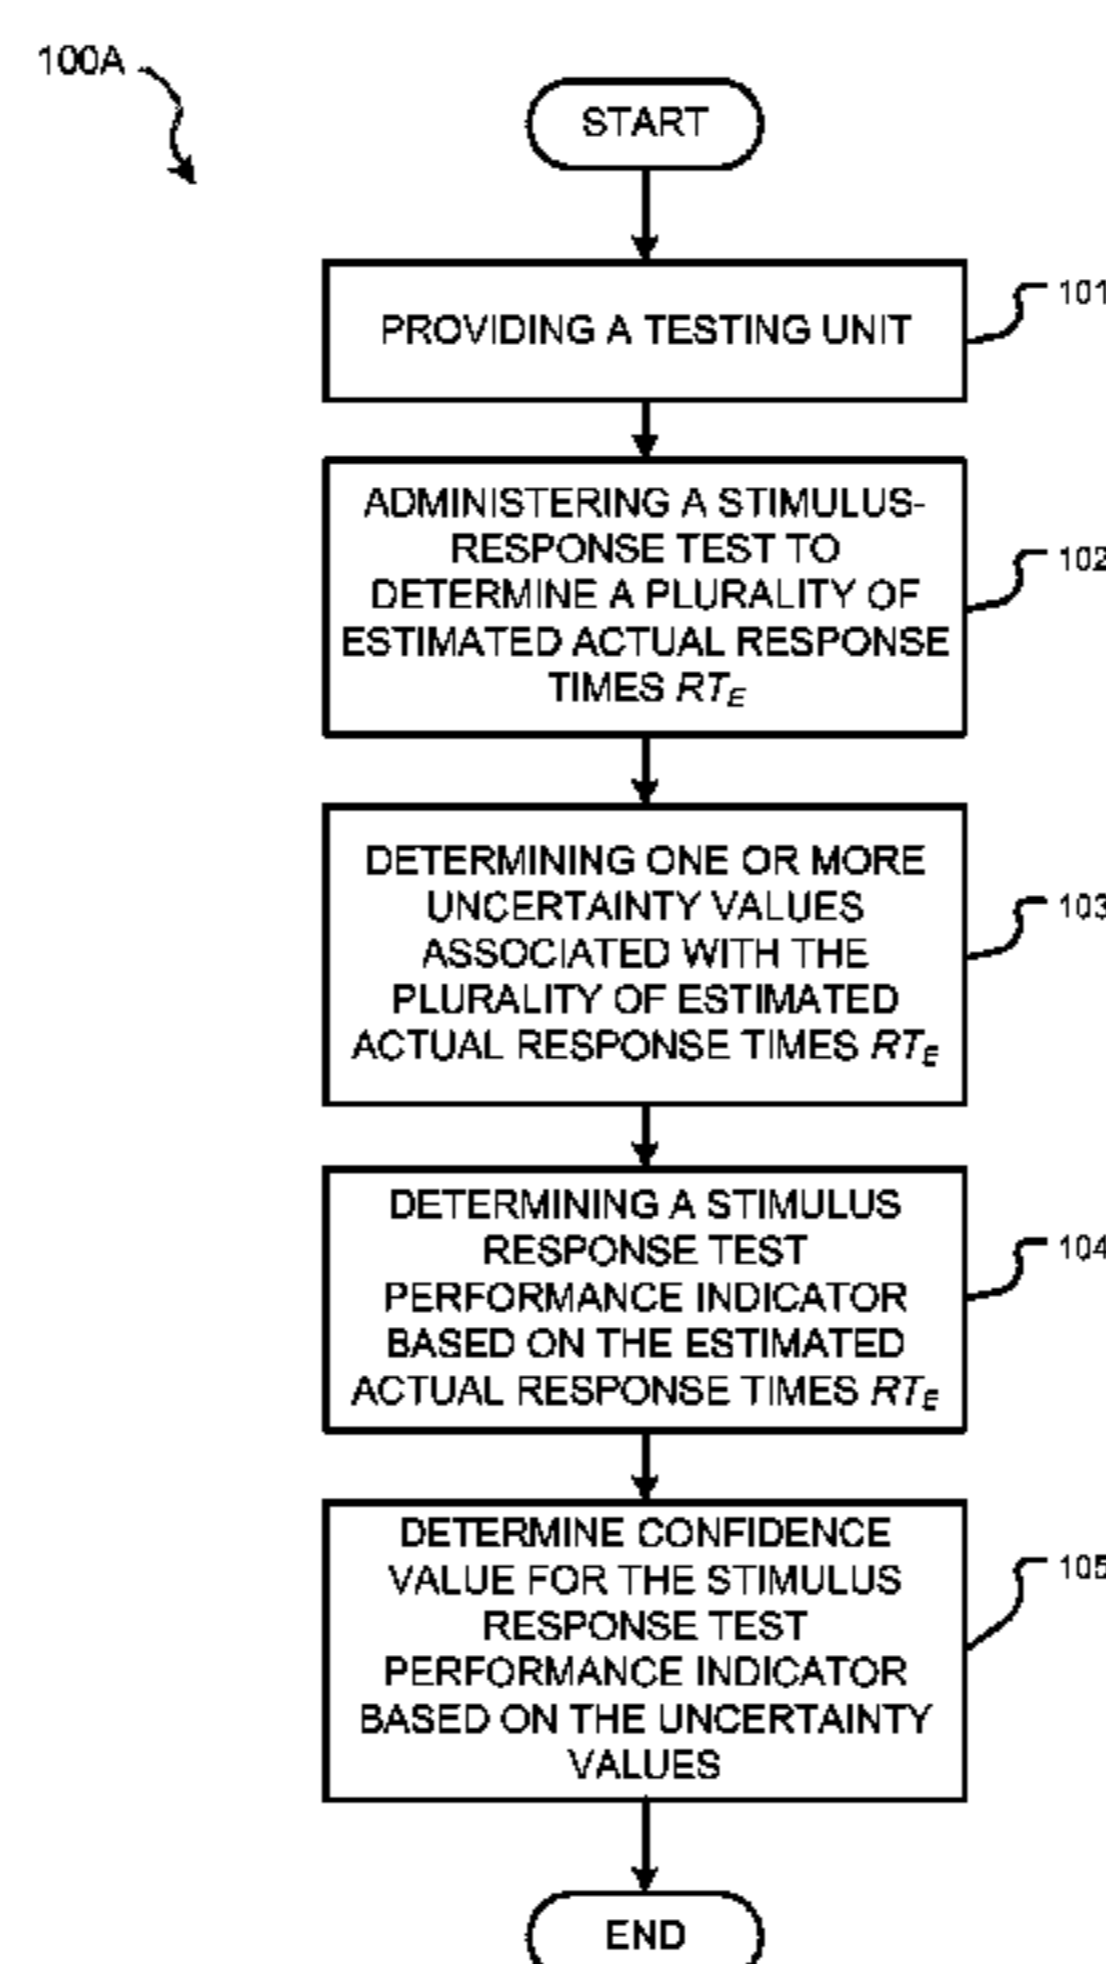 100A
START
PROVIDING A TESTING UNIT
101
ADMINISTERING A STIMULUS-
RESPONSE TEST TO
DETERMINE A PLURALITY OF
ESTIMATED ACTUAL RESPONSE
TIMES RTE
102
DETERMINING ONE OR MORE
UNCERTAINTY VALUES
ASSOCIATED WITH THE
PLURALITY OF ESTIMATED
ACTUAL RESPONSE TIMES RTE
103
DETERMINING A STIMULUS
RESPONSE TEST
PERFORMANCE INDICATOR
BASED ON THE ESTIMATED
ACTUAL RESPONSE TIMES RTE
104
DETERMINE CONFIDENCE
VALUE FOR THE STIMULUS
RESPONSE TEST
PERFORMANCE INDICATOR
BASED ON THE UNCERTAINTY
VALUES
105
END